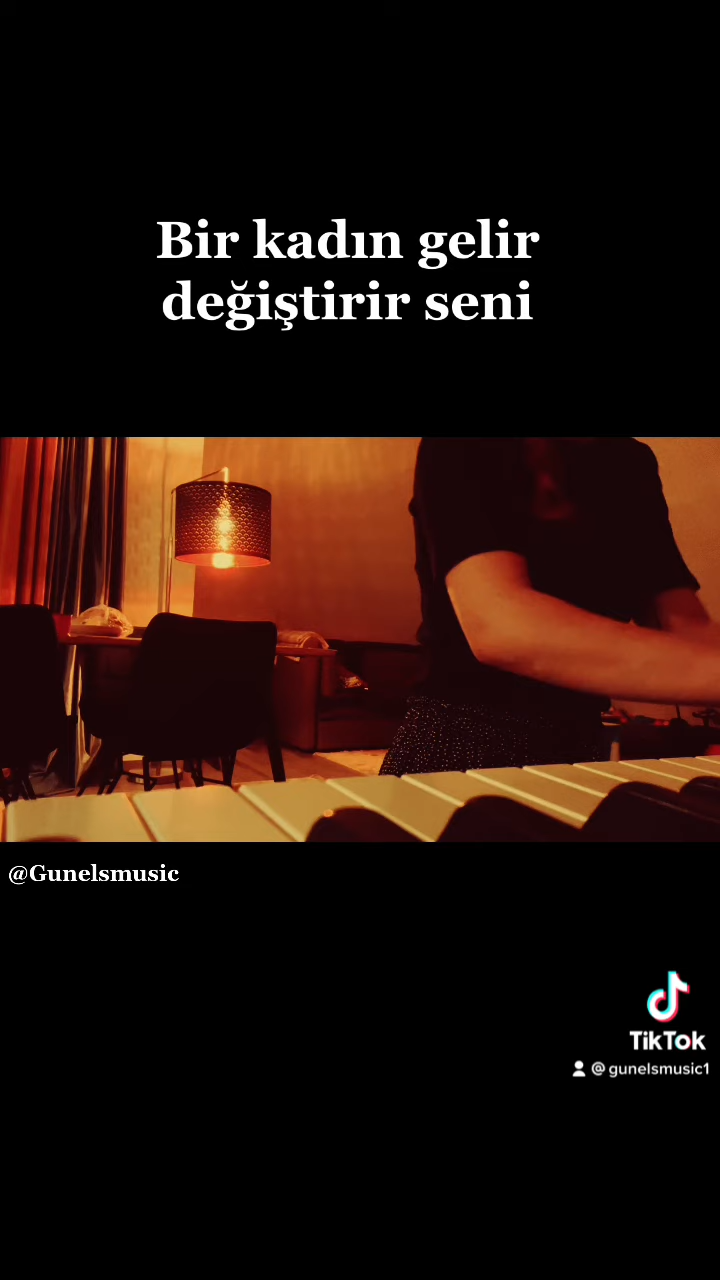 Bir kadın gelir
değiştirir seni
@Gunelsmusic
TikTok
@gunelsmusic1